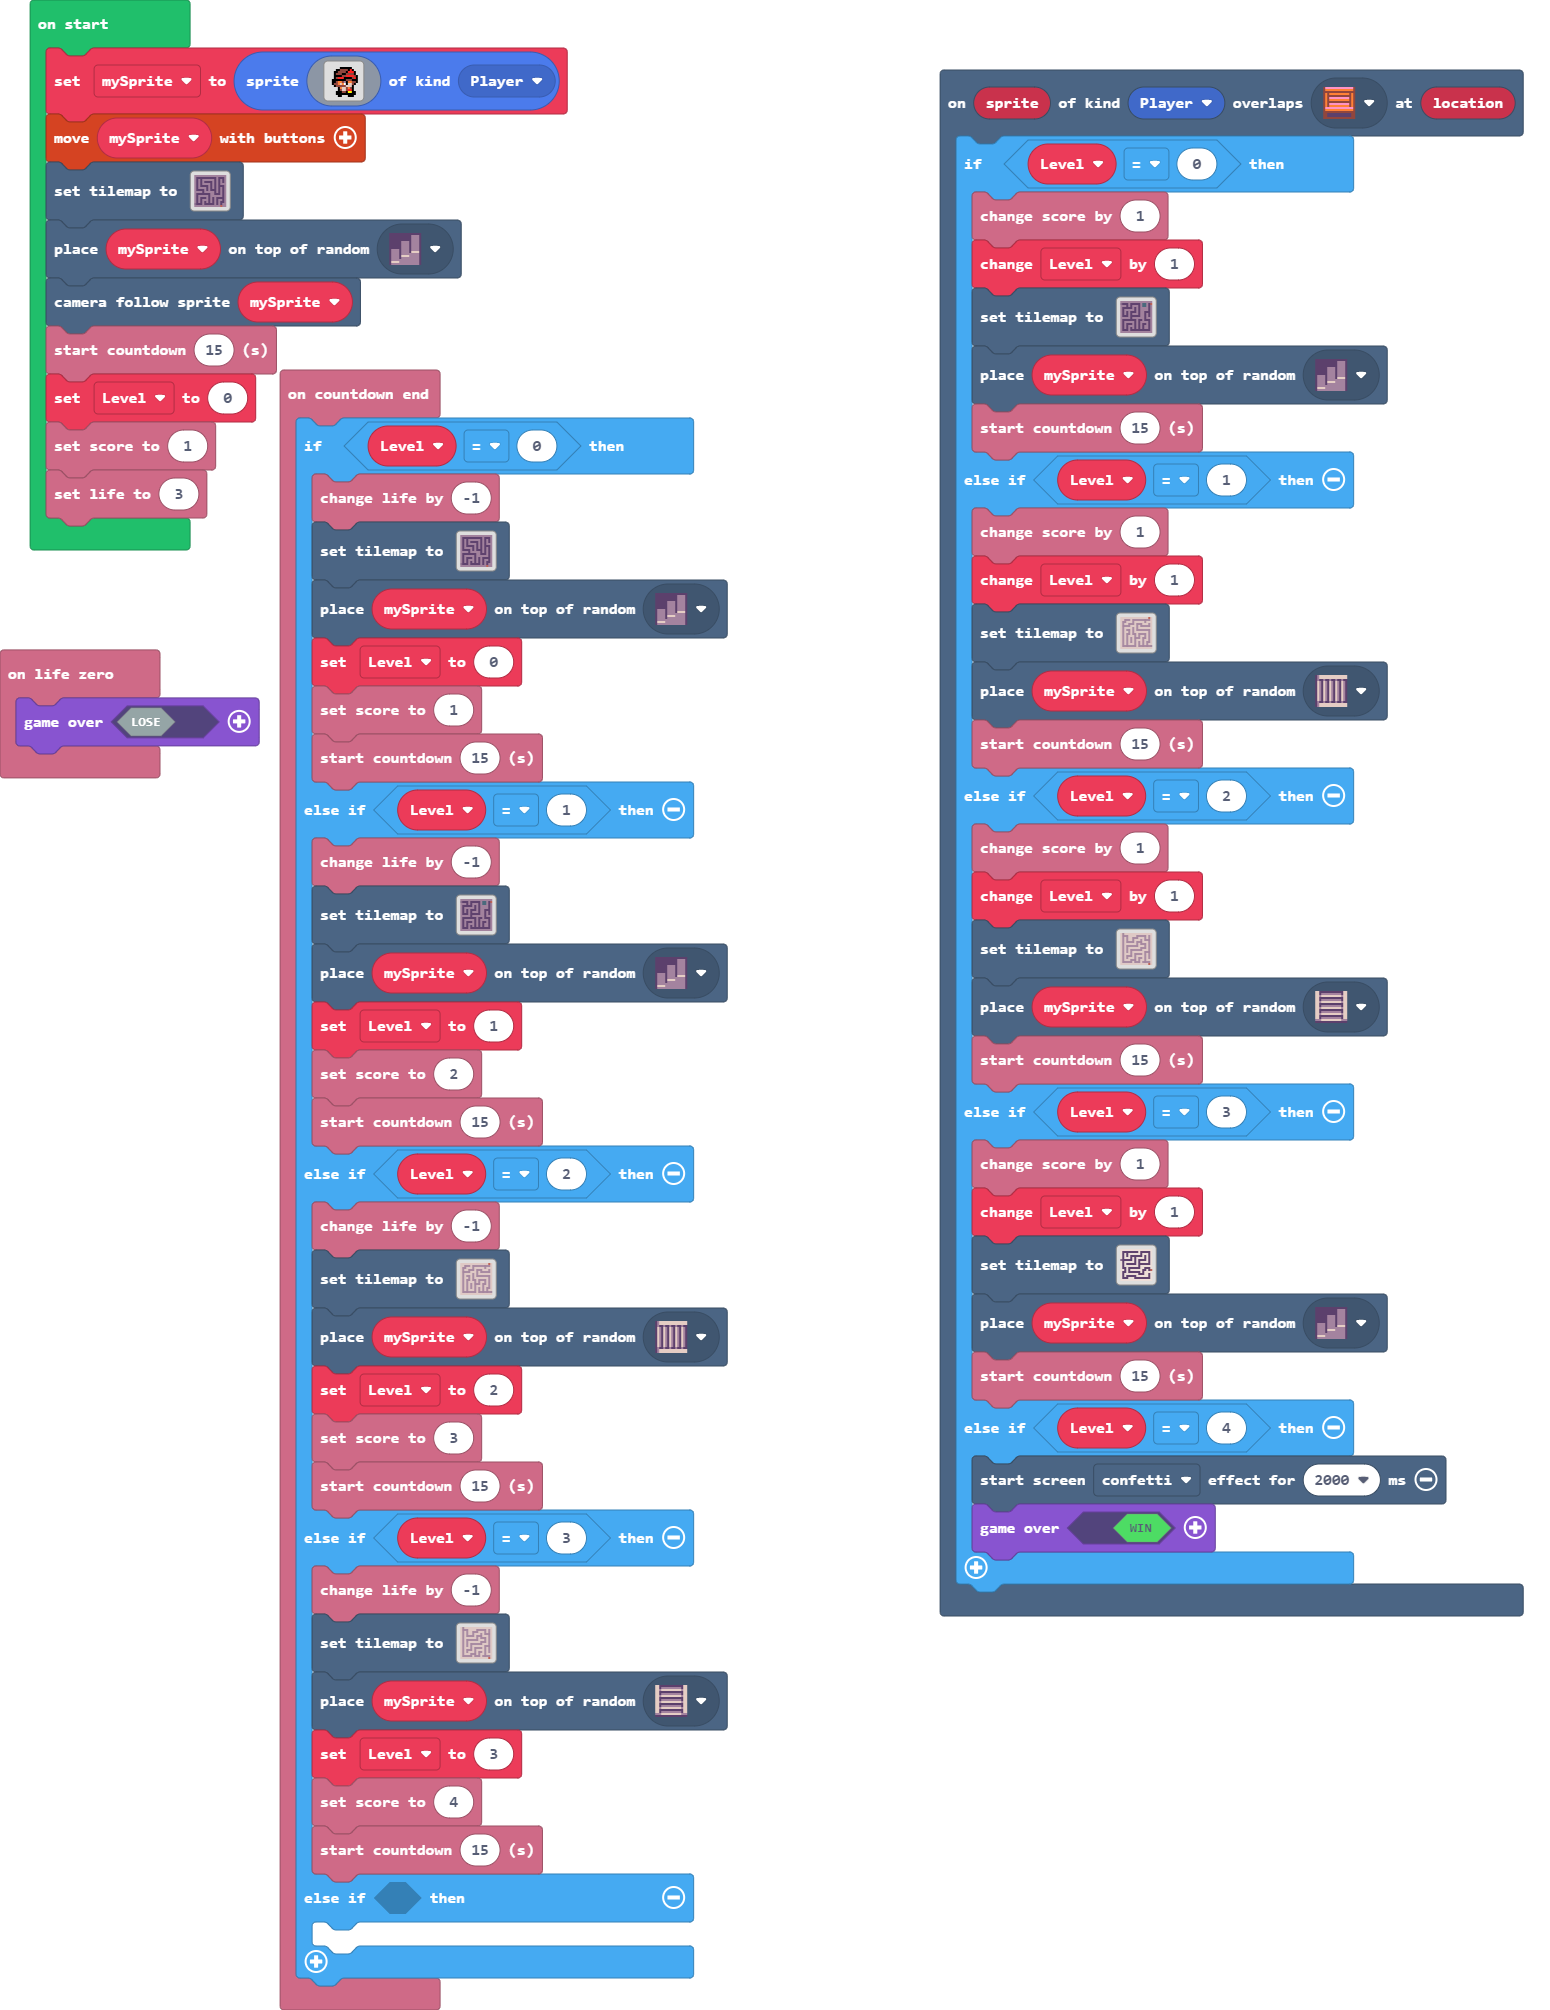 on start
set mySprite to sprite of kind Player
move mySprite with buttons
set tilemap to
place mySprite on top of random
camera follow sprite mySprite
start countdown 15 (s)
set Level to 0
set score to 1
set life to 3
on life zero
game over LOSE
on countdown end
if Level = 0 then
change life by -1
set tilemap to
place mySprite on top of random
set Level to 0
set score to 1
start countdown 15 (s)
else if Level = 1 then
change life by -1
set tilemap to
place mySprite on top of random
set Level to 1
set score to 2
start countdown 15 (s)
else if Level = 2 then
change life by -1
set tilemap to
place mySprite on top of random
set Level to 2
set score to 3
start countdown 15 (s)
else if Level = 3 then
change life by -1
set tilemap to
place mySprite on top of random
set Level to 3
set score to 4
start countdown 15 (s)
else if then
on sprite of kind Player overlaps at location
if Level = 0 then
change score by 1
change Level by 1
set tilemap to
place mySprite on top of random
start countdown 15 (s)
else if Level = 1 then
change score by 1
change Level by 1
set tilemap to
place mySprite on top of random
start countdown 15 (s)
else if Level = 2 then
change score by 1
change Level by 1
set tilemap to
place mySprite on top of random
start countdown 15 (s)
else if Level = 3 then
change score by 1
change Level by 1
set tilemap to
place mySprite on top of random
start countdown 15 (s)
else if Level = 4 then
start screen confetti effect for 2000 ms
game over WIN